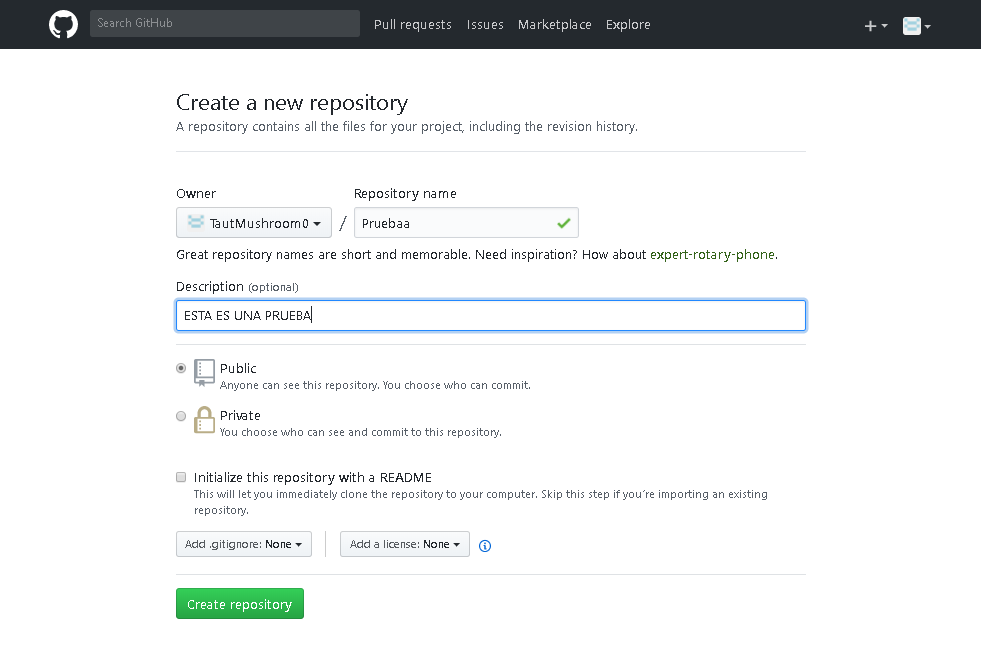 Search GitHub Pull requests Issues Marketplace Explore
Create a new repository
A repository contains all the files for your project, including the revision history.
Owner Repository name
TautMushroom0 / Pruebaa
Great repository names are short and memorable. Need inspiration? How about expert-rotary-phone.
Description (optional)
ESTA ES UNA PRUEBA
Public
Anyone can see this repository. You choose who can commit.
Private
You choose who can see and commit to this repository.
Initialize this repository with a README
This will let you immediately clone the repository to your computer. Skip this step if you’re importing an existing
repository.
Add .gitignore: None Add a license: None
Create repository